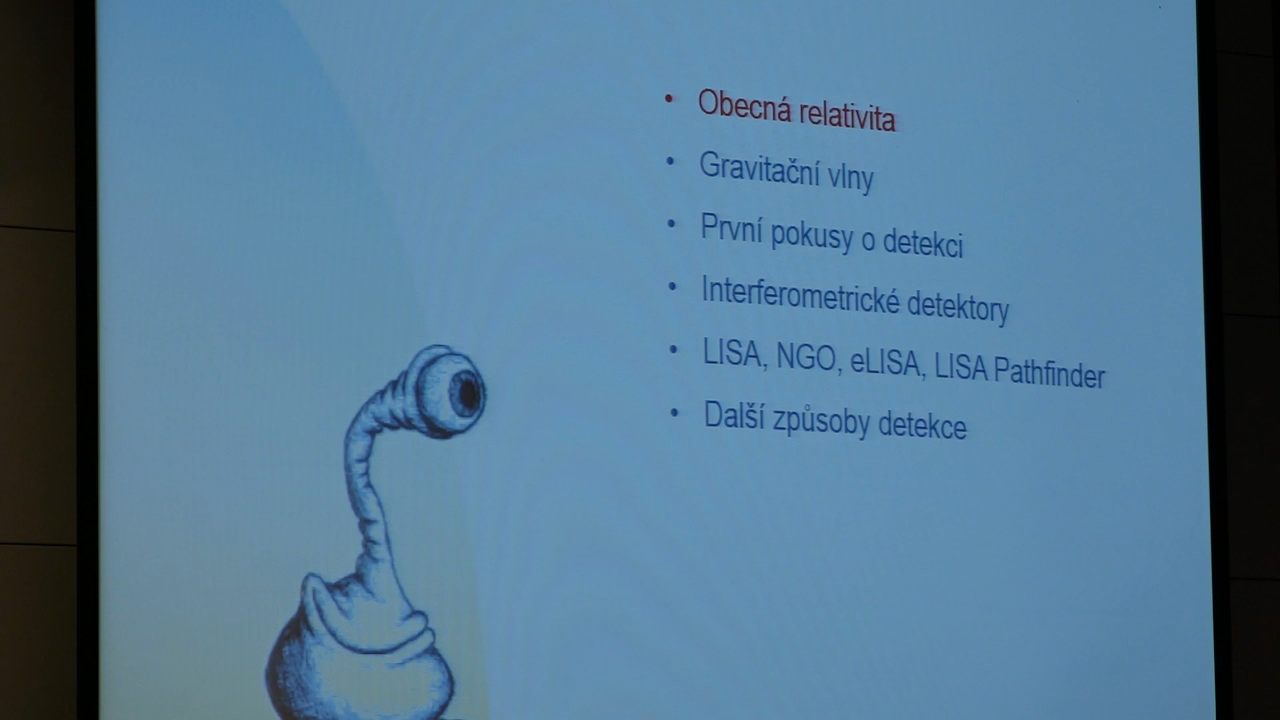 • Obecná relativita
• Gravitační vlny
• První pokusy o detekci
• Interferometrické detektory
• LISA, NGO, eLISA, LISA Pathfinder
• Další způsoby detekce